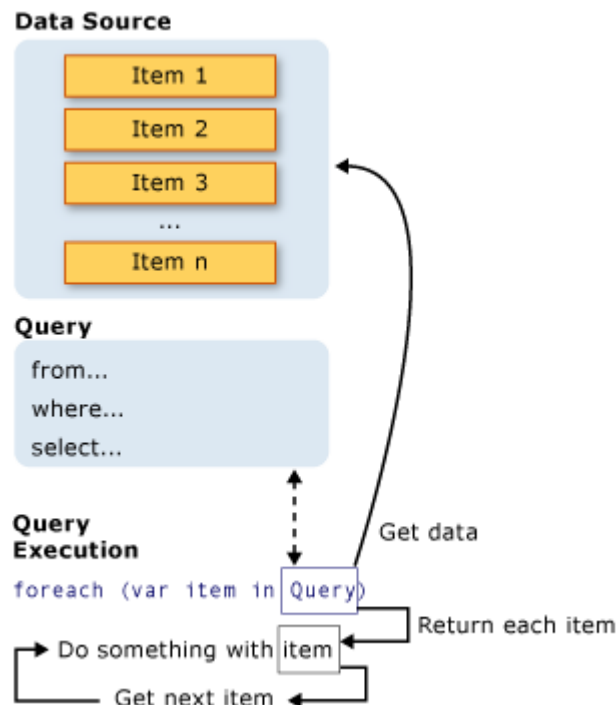 Data Source
Item 1
Item 2
Item 3
...
Item n
Query
from...
where...
select...
Query
Execution
Get data
foreach (var item in Query)
Return each item
Do something with item
Get next item